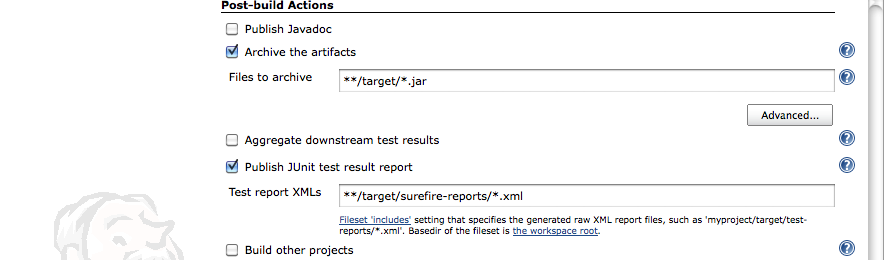 Post-build Actions
Publish Javadoc
Archive the artifacts
Files to archive **/target/*.jar
Advanced...
Aggregate downstream test results
Publish JUnit test result report
Test report XMLs **/target/surefire-reports/*.xml
Fileset 'includes' setting that specifies the generated raw XML report files, such as 'myproject/target/test-
reports/*.xml'. Basedir of the fileset is the workspace root.
Build other projects